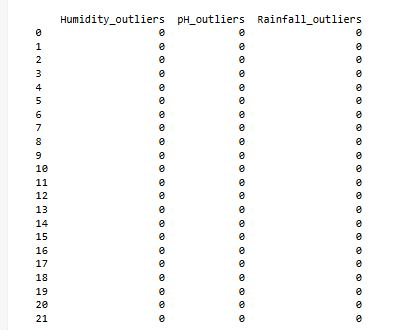 Humidity_outliers pH_outliers Rainfall_outliers
0 0 0 0
1 0 0 0
2 0 0 0
3 0 0 0
4 0 0 0
5 0 0 0
6 0 0 0
7 0 0 0
8 0 0 0
9 0 0 0
10 0 0 0
11 0 0 0
12 0 0 0
13 0 0 0
14 0 0 0
15 0 0 0
16 0 0 0
17 0 0 0
18 0 0 0
19 0 0 0
20 0 0 0
21 0 0 0